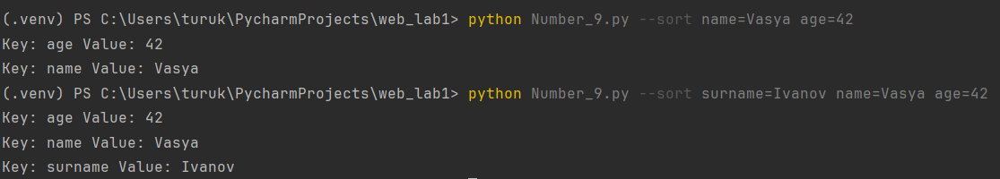 (.venv) PS C:\Users\turuk\PycharmProjects\web_lab1> python Number_9.py --sort name=Vasya age=42
Key: age Value: 42
Key: name Value: Vasya
(.venv) PS C:\Users\turuk\PycharmProjects\web_lab1> python Number_9.py --sort surname=Ivanov name=Vasya age=42
Key: age Value: 42
Key: name Value: Vasya
Key: surname Value: Ivanov